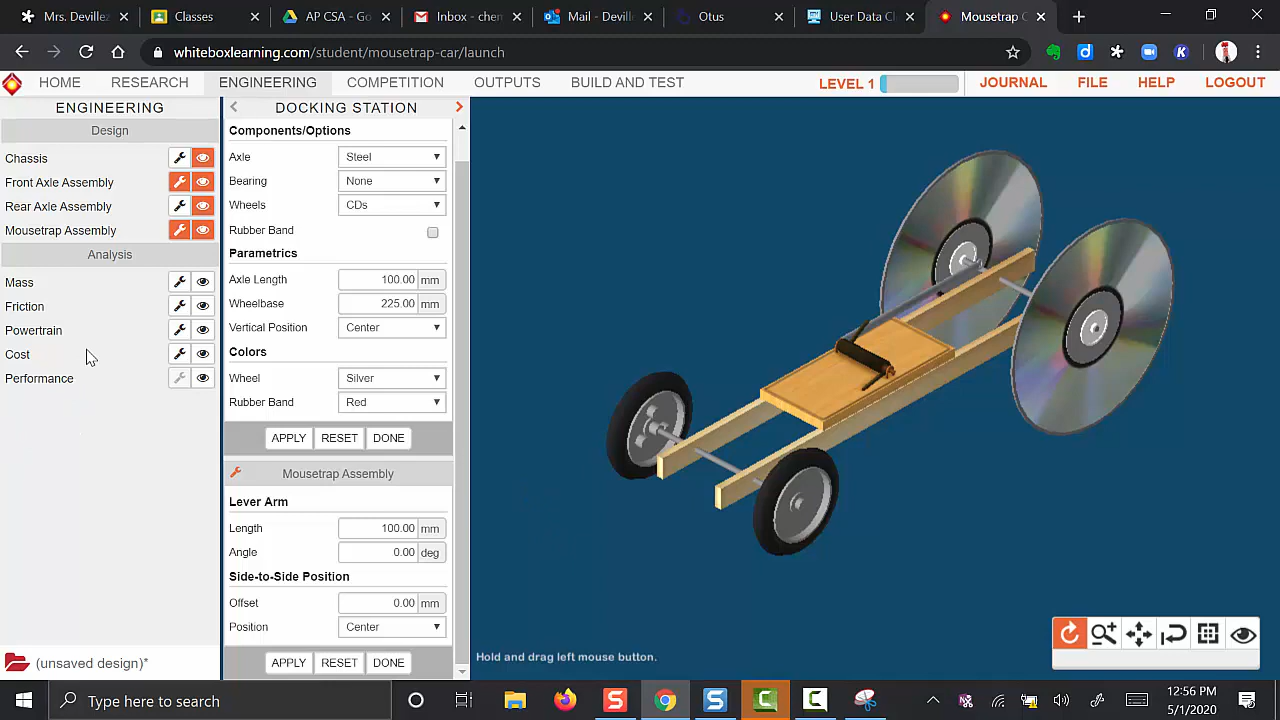 Mrs. Devillez
Classes
AP CSA - Go
Inbox - chem
Mail - Deville
Otus
User Data Cl
Mousetrap C
whiteboxlearning.com/student/mousetrap-car/launch
HOME
RESEARCH
ENGINEERING
COMPETITION
OUTPUTS
BUILD AND TEST
LEVEL 1
JOURNAL
FILE
HELP
LOGOUT
ENGINEERING
Design
Chassis
Front Axle Assembly
Rear Axle Assembly
Mousetrap Assembly
Analysis
Mass
Friction
Powertrain
Cost
Performance
(unsaved design)*
DOCKING STATION
Components/Options
Axle Steel
Bearing None
Wheels CDs
Rubber Band
Parametrics
Axle Length 100.00 mm
Wheelbase 225.00 mm
Vertical Position Center
Colors
Wheel Silver
Rubber Band Red
APPLY RESET DONE
Mousetrap Assembly
Lever Arm
Length 100.00 mm
Angle 0.00 deg
Side-to-Side Position
Offset 0.00 mm
Position Center
APPLY RESET DONE
Hold and drag left mouse button.
Type here to search
12:56 PM
5/1/2020